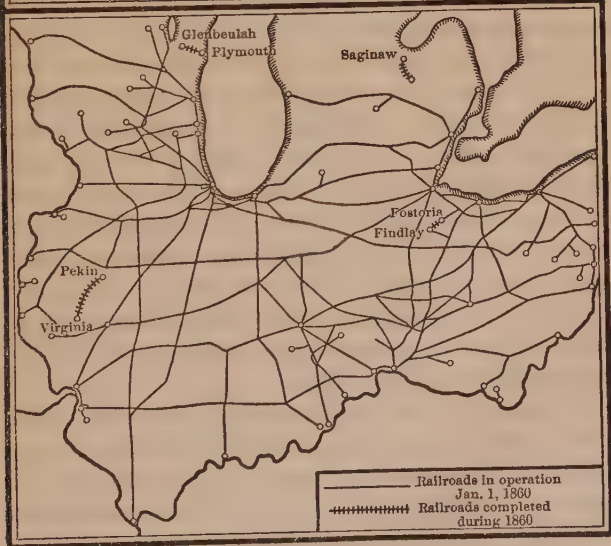 Glenbeulah
Plymouth
Saginaw
Fostoria
Findlay
Pekin
Virginia
Railroads in operation
Jan. 1, 1860
Railroads completed
during 1860